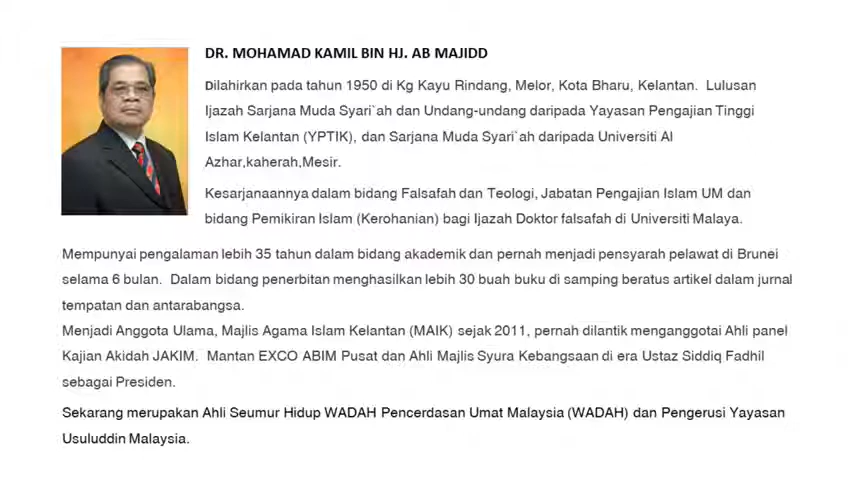 DR. MOHAMAD KAMIL BIN HJ. AB MAJIDD
Dilahirkan pada tahun 1950 di Kg Kayu Rindang, Melor, Kota Bharu, Kelantan. Lulusan
Ijazah Sarjana Muda Syari`ah dan Undang-undang daripada Yayasan Pengajian Tinggi
Islam Kelantan (YPTIK), dan Sarjana Muda Syari`ah daripada Universiti Al
Azhar,kaherah,Mesir.
Kesarjanaannya dalam bidang Falsafah dan Teologi, Jabatan Pengajian Islam UM dan
bidang Pemikiran Islam (Kerohanian) bagi Ijazah Doktor falsafah di Universiti Malaya.
Mempunyai pengalaman lebih 35 tahun dalam bidang akademik dan pernah menjadi pensyarah pelawat di Brunei
selama 6 bulan. Dalam bidang penerbitan menghasilkan lebih 30 buah buku di samping beratus artikel dalam jurnal
tempatan dan antarabangsa.
Menjadi Anggota Ulama, Majlis Agama Islam Kelantan (MAIK) sejak 2011, pernah dilantik menganggotai Ahli panel
Kajian Akidah JAKIM. Mantan EXCO ABIM Pusat dan Ahli Majlis Syura Kebangsaan di era Ustaz Siddiq Fadhil
sebagai Presiden.
Sekarang merupakan Ahli Seumur Hidup WADAH Pencerdasan Umat Malaysia (WADAH) dan Pengerusi Yayasan
Usuluddin Malaysia.